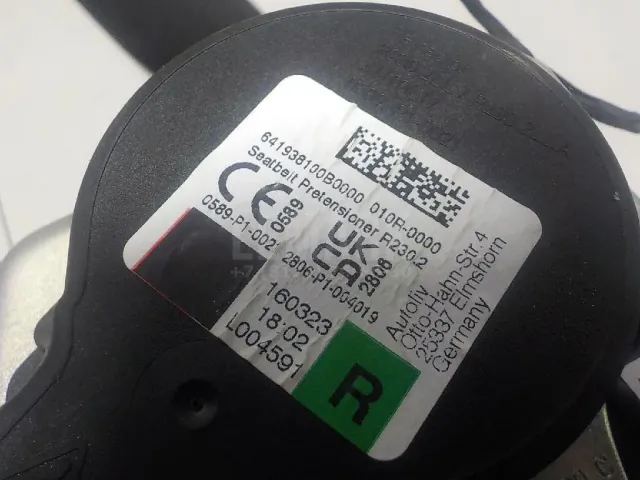 641938100B0000 010R-0000
Seatbelt Pretensioner R230.2
CE 0589
UK CA 2806
0589-P1-002
2806-P1-004019
160323
18:02
L004591
R
Autoliv
Otto-Hahn-Str. 4
25337 Elmshorn
Germany